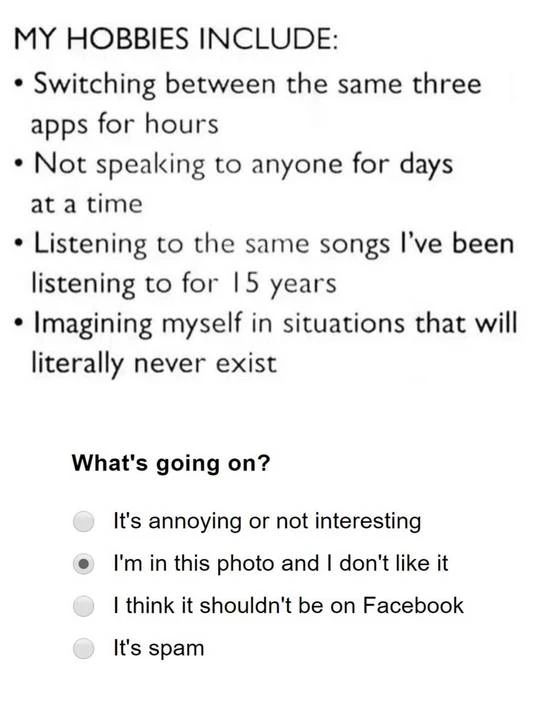 MY HOBBIES INCLUDE:
• Switching between the same three
apps for hours
• Not speaking to anyone for days
at a time
• Listening to the same songs I've been
listening to for 15 years
• Imagining myself in situations that will
literally never exist
What's going on?
It's annoying or not interesting
I'm in this photo and I don't like it
I think it shouldn't be on Facebook
It's spam